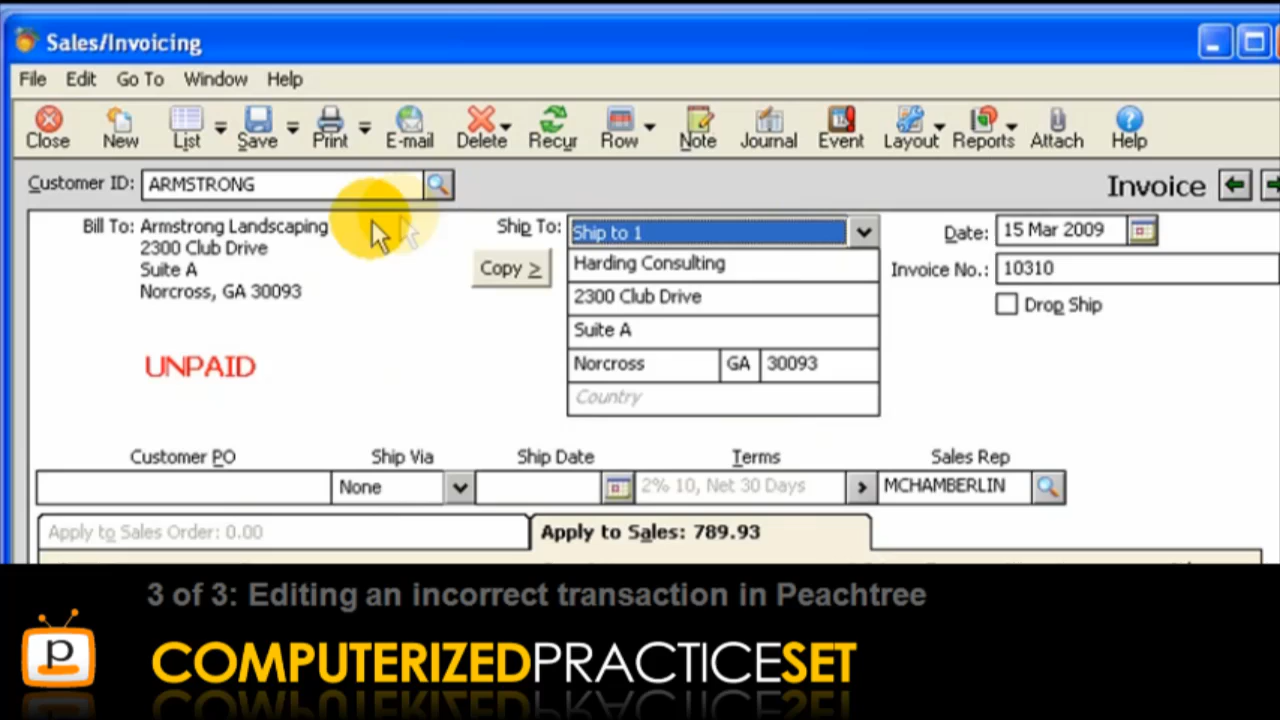 Sales/Invoicing
File Edit Go To Window Help
Close New List Save Print E-mail Delete Recur Row Note Journal Event Layout Reports Attach Help
Customer ID: ARMSTRONG Invoice
Bill To: Armstrong Landscaping Ship To: Ship to 1 Date: 15 Mar 2009
2300 Club Drive Copy > Harding Consulting Invoice No.: 10310
Suite A 2300 Club Drive Drop Ship
Norcross, GA 30093 Suite A
UNPAID Norcross GA 30093
Country
Customer PO Ship Via Ship Date Terms Sales Rep
None 2% 10, Net 30 Days MCHAMBERLIN
Apply to Sales Order: 0.00 Apply to Sales: 789.93
3 of 3: Editing an incorrect transaction in Peachtree
p COMPUTERIZEDPRACTICESET